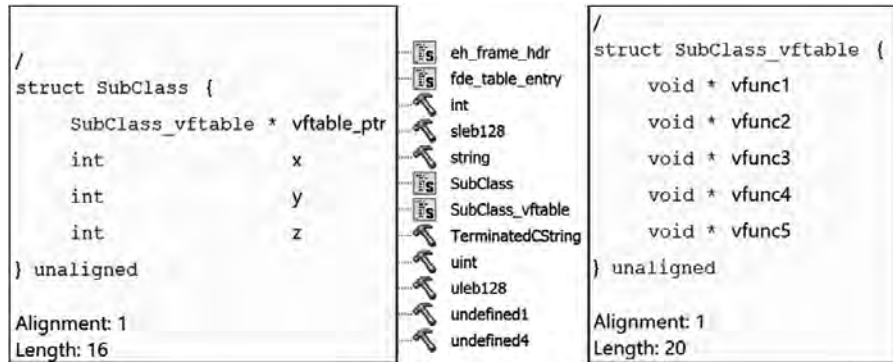 /
struct SubClass {
SubClass_vftable * vftable_ptr
int x
int y
int z
} unaligned
Alignment: 1
Length: 16
eh_frame_hdr
fde_table_entry
int
sleb128
string
SubClass
SubClass_vftable
TerminatedCString
uint
uleb128
undefined1
undefined4
/
struct SubClass_vftable {
void * vfunc1
void * vfunc2
void * vfunc3
void * vfunc4
void * vfunc5
} unaligned
Alignment: 1
Length: 20